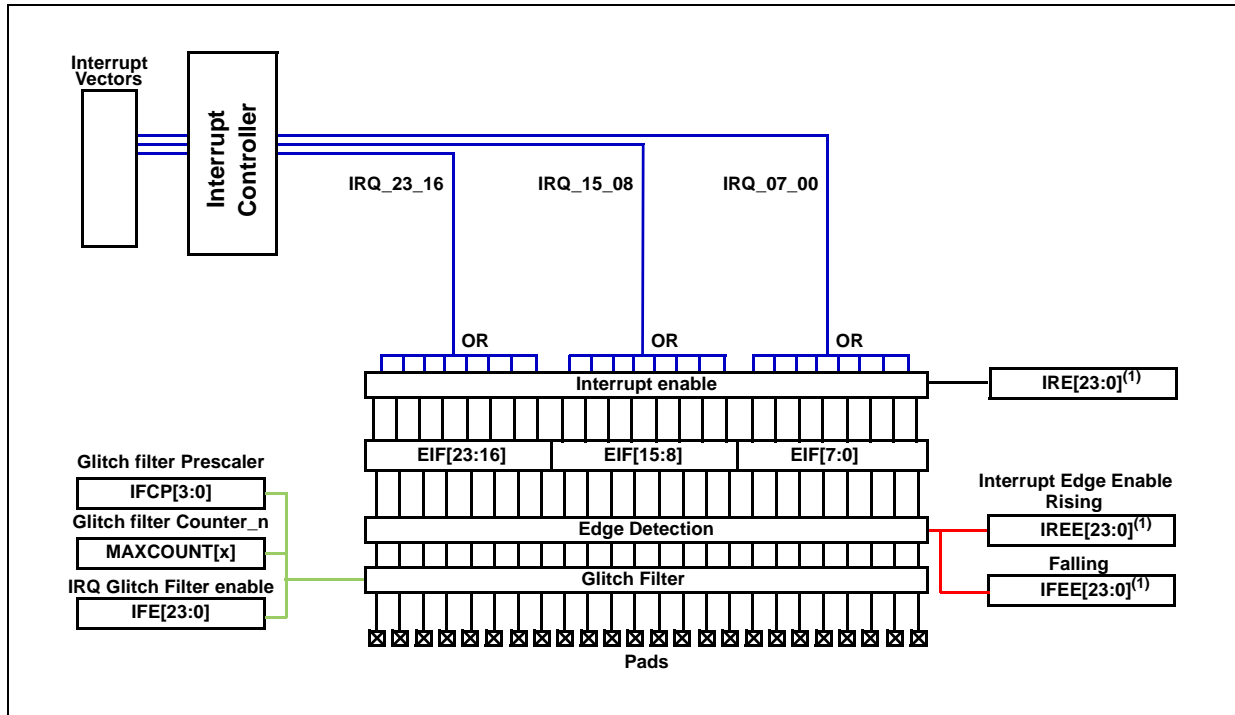 Interrupt
Vectors
Interrupt
Controller
IRQ_23_16
IRQ_15_08
IRQ_07_00
OR
OR
OR
Interrupt enable
IRE[23:0](1)
EIF[23:16]
EIF[15:8]
EIF[7:0]
Glitch filter Prescaler
IFCP[3:0]
Glitch filter Counter_n
MAXCOUNT[x]
IRQ Glitch Filter enable
IFE[23:0]
Edge Detection
Glitch Filter
Interrupt Edge Enable
Rising
IREE[23:0](1)
Falling
IFEE[23:0](1)
Pads